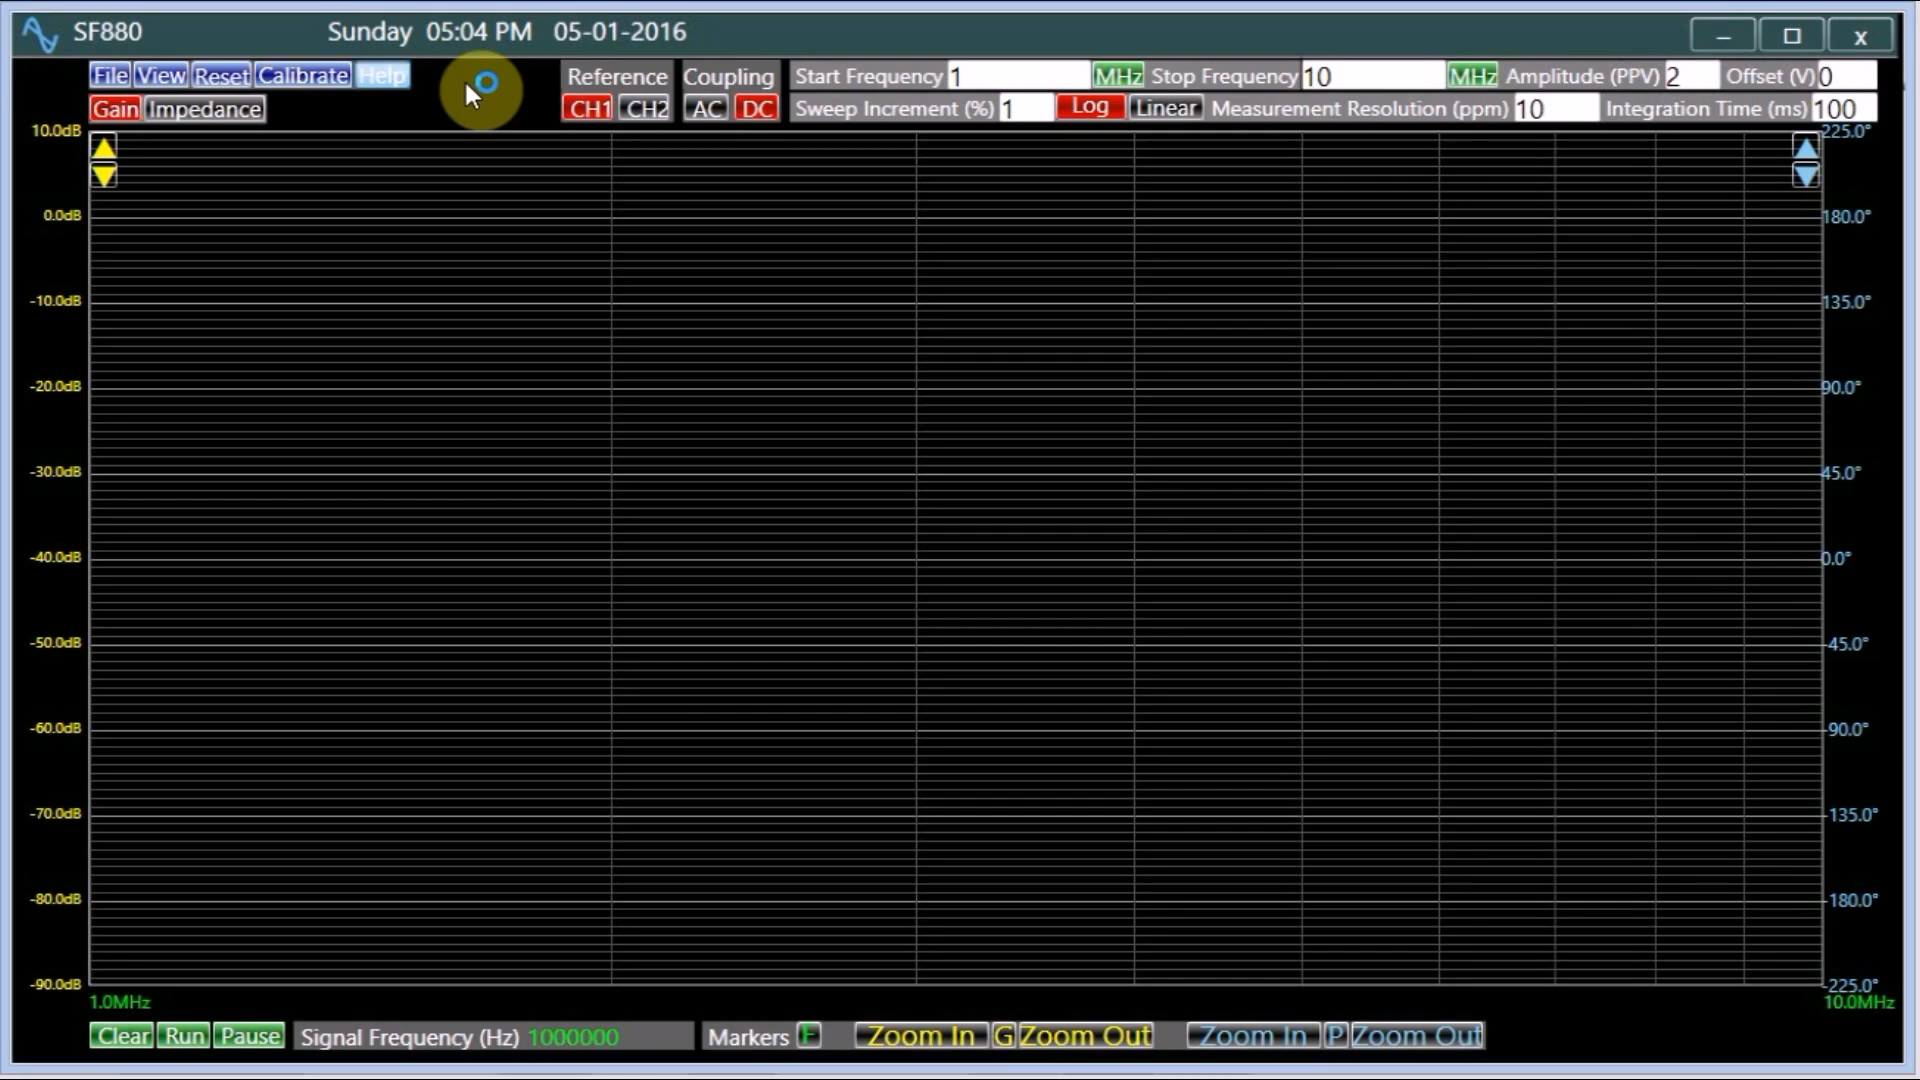 SF880 Sunday 05:04 PM 05-01-2016 – x
File View Reset Calibrate Help Reference Coupling Start Frequency 1 MHz Stop Frequency 10 MHz Amplitude (PPV) 2 Offset (V) 0
Gain Impedance CH1 CH2 AC DC Sweep Increment (%) 1 Log Linear Measurement Resolution (ppm) 10 Integration Time (ms) 100
10.0dB 225.0°
0.0dB 180.0°
-10.0dB 135.0°
-20.0dB 90.0°
-30.0dB 45.0°
-40.0dB 0.0°
-50.0dB -45.0°
-60.0dB -90.0°
-70.0dB -135.0°
-80.0dB -180.0°
-90.0dB -225.0°
1.0MHz 10.0MHz
Clear Run Pause Signal Frequency (Hz) 1000000 Markers F Zoom In G Zoom Out Zoom In P Zoom Out